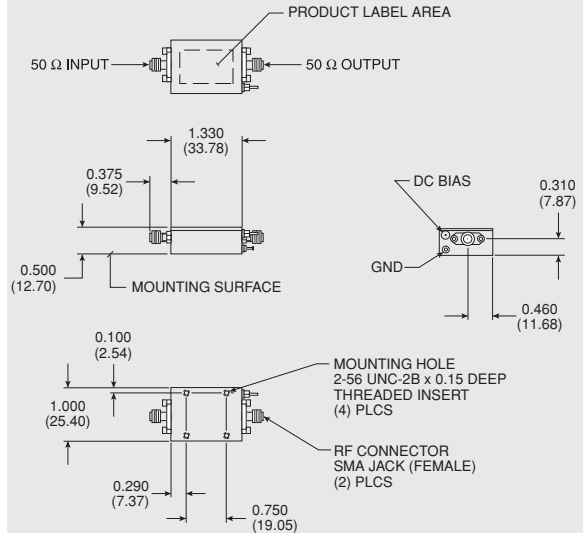 PRODUCT LABEL AREA
50 Ω INPUT
50 Ω OUTPUT
1.330
(33.78)
0.375
(9.52)
0.500
(12.70)
MOUNTING SURFACE
DC BIAS
0.310
(7.87)
GND
0.460
(11.68)
0.100
(2.54)
1.000
(25.40)
MOUNTING HOLE
2-56 UNC-2B x 0.15 DEEP
THREADED INSERT
(4) PLCS
RF CONNECTOR
SMA JACK (FEMALE)
(2) PLCS
0.290
(7.37)
0.750
(19.05)